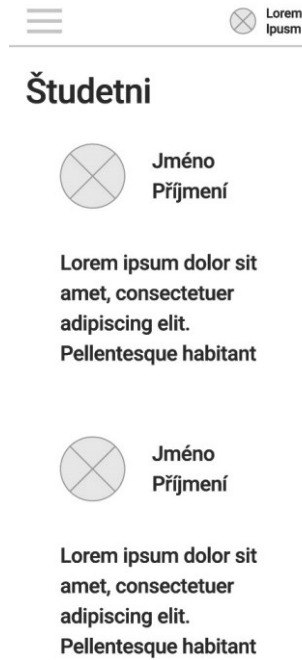 Lorem
Ipusm
Študetni
Jméno
Příjmení
Lorem ipsum dolor sit
amet, consectetuer
adipiscing elit.
Pellentesque habitant
Jméno
Příjmení
Lorem ipsum dolor sit
amet, consectetuer
adipiscing elit.
Pellentesque habitant